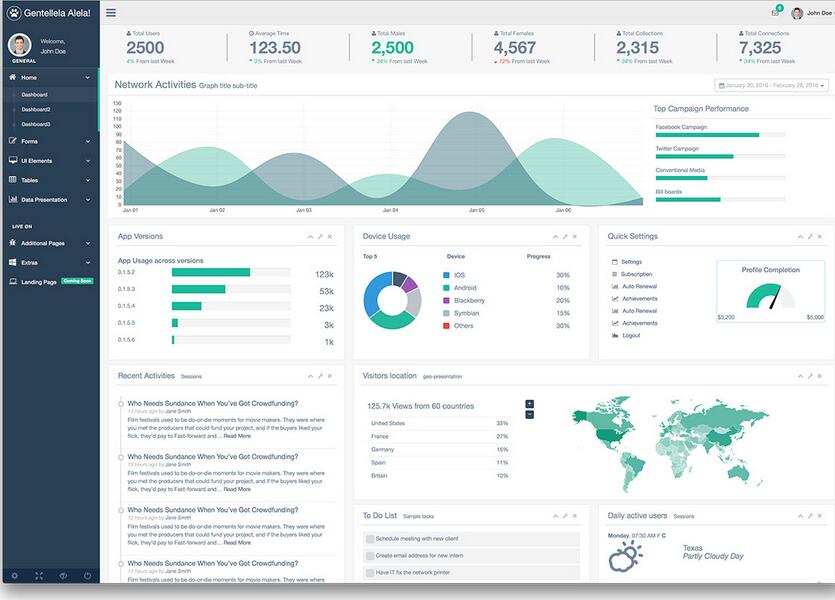 Gentellela Alela!
Welcome,
John Doe
GENERAL
Home
Dashboard
Dashboard2
Dashboard3
Forms
UI Elements
Tables
Data Presentation
LIVE ON
Additional Pages
Extras
Landing Page Coming Soon
6
John Doe
Total Users
2500
4% From last Week
Average Time
123.50
3% From last Week
Total Males
2,500
34% From last Week
Total Females
4,567
12% From last Week
Total Collections
2,315
34% From last Week
Total Connections
7,325
34% From last Week
Network Activities Graph title sub-title
January 30, 2016 - February 28, 2016
130
120
110
100
90
80
70
60
50
40
30
20
10
0
Jan 01 Jan 02 Jan 03 Jan 04 Jan 05 Jan 06
Top Campaign Performance
Facebook Campaign
Twitter Campaign
Conventional Media
Bill boards
App Versions
App Usage across versions
0.1.5.2 123k
0.1.5.3 53k
0.1.5.4 23k
0.1.5.5 3k
0.1.5.6 1k
Device Usage
Top 5 Device Progress
IOS 30%
Android 10%
Blackberry 20%
Symbian 15%
Others 30%
Quick Settings
Settings
Subscription
Auto Renewal
Achievements
Auto Renewal
Achievements
Logout
Profile Completion
$3,200 $5,000
Recent Activities Sessions
Who Needs Sundance When You've Got Crowdfunding?
13 hours ago by Jane Smith
Film festivals used to be do-or-die moments for movie makers. They were where
you met the producers that could fund your project, and if the buyers liked your
flick, they'd pay to Fast-forward and... Read More
Who Needs Sundance When You've Got Crowdfunding?
13 hours ago by Jane Smith
Film festivals used to be do-or-die moments for movie makers. They were where
you met the producers that could fund your project, and if the buyers liked your
flick, they'd pay to Fast-forward and... Read More
Who Needs Sundance When You've Got Crowdfunding?
13 hours ago by Jane Smith
Film festivals used to be do-or-die moments for movie makers. They were where
you met the producers that could fund your project, and if the buyers liked your
flick, they'd pay to Fast-forward and... Read More
Who Needs Sundance When You've Got Crowdfunding?
13 hours ago by Jane Smith
Film festivals used to be do-or-die moments for movie makers. They were where
Visitors location geo-presentation
125.7k Views from 60 countries
United States 33%
France 27%
Germany 16%
Spain 11%
Britain 10%
+
−
To Do List Sample tasks
Schedule meeting with new client
Create email address for new intern
Have IT fix the network printer
Daily active users Sessions
Monday, 07:30 AM F C
Texas
Partly Cloudy Day